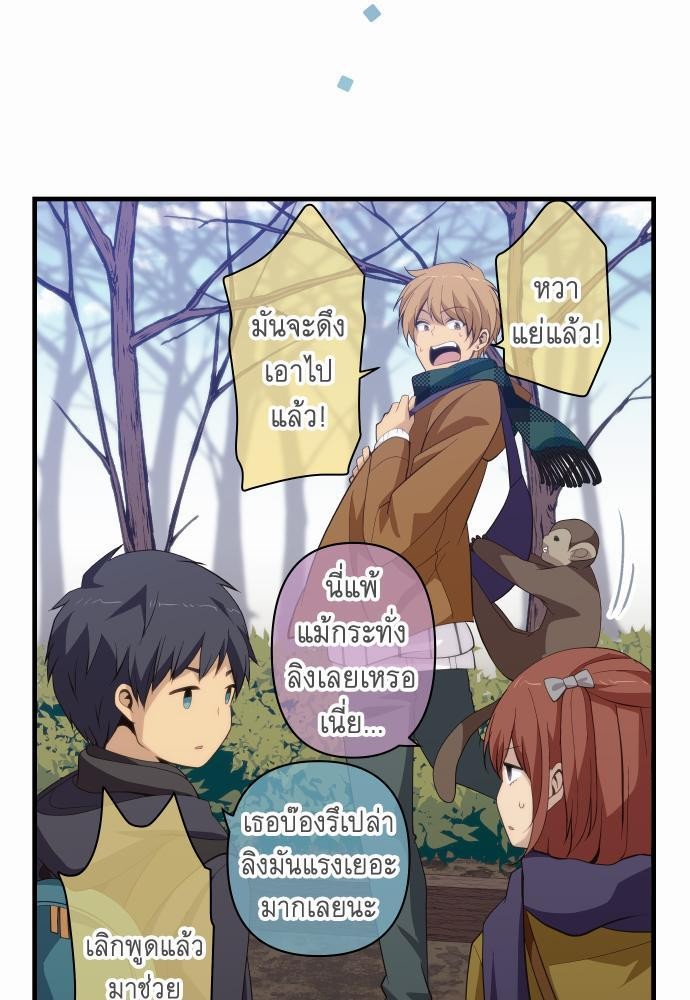 หวา
แย่แล้ว!
มันจะดึง
เอาไป
แล้ว!
นี่แพ้
แม้กระทั่ง
ลิงเลยเหรอ
เนี่ย...
เธอบ๊องรึเปล่า
ลิงมันแรงเยอะ
มากเลยนะ
เลิกพูดแล้ว
มาช่วย